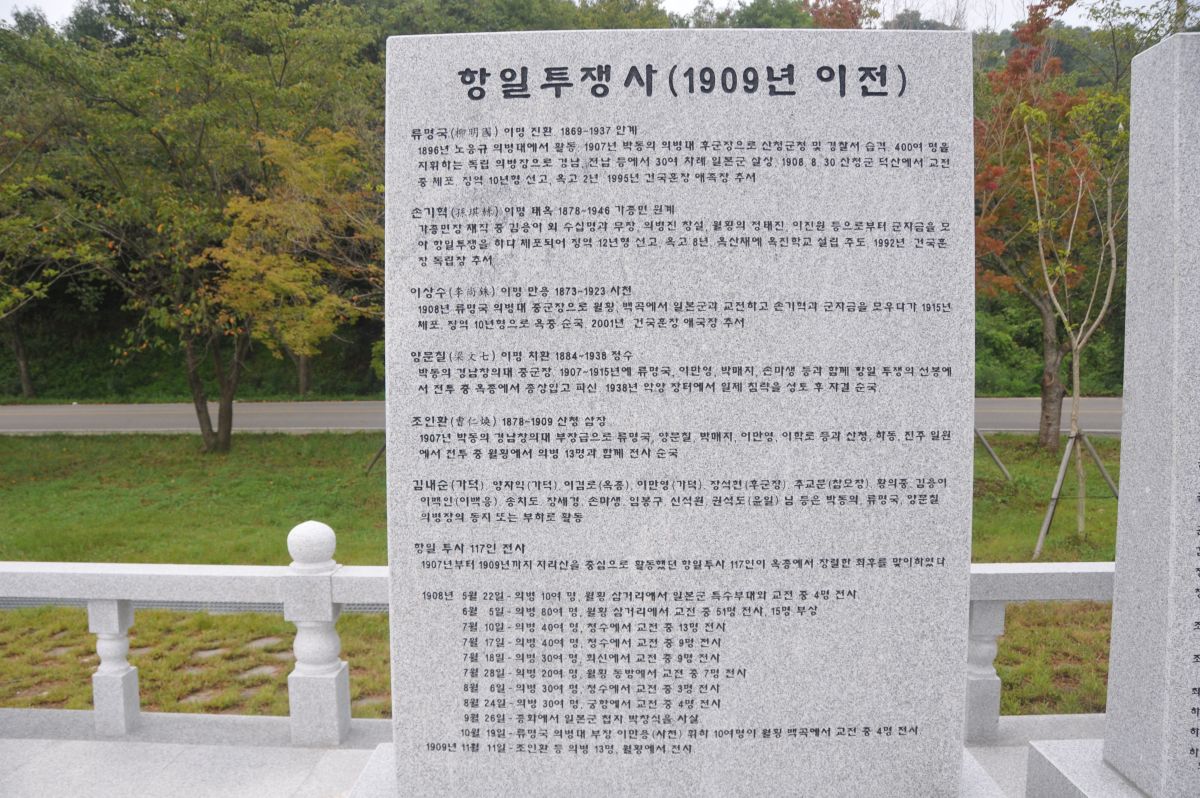 항일투쟁사(1909년 이전)
류명국(柳明國) 이명 진환 1869~1937 안계
1896년 노응규 의병대에서 활동, 1907년 박동의 의병대 후군장으로 산청군청 및 경찰서 습격, 400여 명을
지휘하는 독립 의병장으로 경남, 전남 등에서 30여 차례 일본군 살상, 1908. 8. 30 산청군 덕산에서 교전
중 체포, 징역 10년형 선고, 옥고 2년, 1995년 건국훈장 애족장 추서
손기혁(孫琪赫) 이명 태옥 1878~1946 가종면 원계
가종면장 재직 중 김응이 외 수십명과 무장, 의병진 창설, 월횡의 정태진, 이진원 등으로부터 군자금을 모
아 항일투쟁을 하다 체포되어 징역 12년형 선고, 옥고 8년, 옥산재에 옥진학교 설립 주도 1992년 건국훈
장 독립장 추서
이상수(李尙銖) 이명 만응 1873~1923 사천
1908년 류명국 의병대 중군장으로 월횡, 백곡에서 일본군과 교전하고 손기혁과 군자금을 모우다가 1915년
체포, 징역 10년형으로 옥중 순국, 2001년 건국훈장 애국장 추서
양문칠(梁文七) 이명 치환 1884~1938 정수
박동의 경남창의대 중군장, 1907~1915년에 류명국, 이만영, 박매지, 손마생 등과 함께 항일 투쟁의 선봉에
서 전투 중 옥종에서 총상입고 피신, 1938년 악양 장터에서 일제 침략을 성토 후 자결 순국
조인환(曺仁煥) 1878~1909 산청 삼장
1907년 박동의 경남창의대 부장급으로 류명국, 양문칠, 박매지, 이만영, 이학로 등과 산청, 하동, 진주 일원
에서 전투 중 월횡에서 의병 13명과 함께 전사 순국
김내순(가덕), 양자익(가덕), 이검로(옥종), 이만영(가덕), 장석현(후군장), 추교문(참모장), 황의중, 김응이
이백인(이백응), 송치도, 장세경, 손마생, 임봉구, 신석원, 권석도(윤일) 님 등은 박동의, 류명국, 양문칠
의병장의 동지 또는 부하로 활동
항일 투사 117인 전사
1907년부터 1909년까지 지리산을 중심으로 활동했던 항일투사 117인이 옥종에서 장렬한 최후를 맞이하였다
1908년 5월 22일 - 의병 10여 명, 월횡 삼거리에서 일본군 특수부대와 교전 중 4명 전사
6월 5일 - 의병 80여 명, 월횡 삼거리에서 교전 중 51명 전사, 15명 부상
7월 10일 - 의병 40여 명, 정수에서 교전 중 13명 전사
7월 17일 - 의병 40여 명, 정수에서 교전 중 9명 전사
7월 18일 - 의병 30여 명, 회신에서 교전 중 9명 전사
7월 28일 - 의병 20여 명, 월횡 동방에서 교전 중 7명 전사
8월 6일 - 의병 30여 명, 정수에서 교전 중 3명 전사
8월 24일 - 의병 30여 명, 궁항에서 교전 중 4명 전사
9월 26일 - 종화에서 일본군 첩자 박창식을 사살
10월 19일 - 류명국 의병대 부장 이만응(사천) 휘하 10여명이 월횡 백곡에서 교전 중 4명 전사
1909년 11월 11일 - 조인환 등 의병 13명, 월횡에서 전사